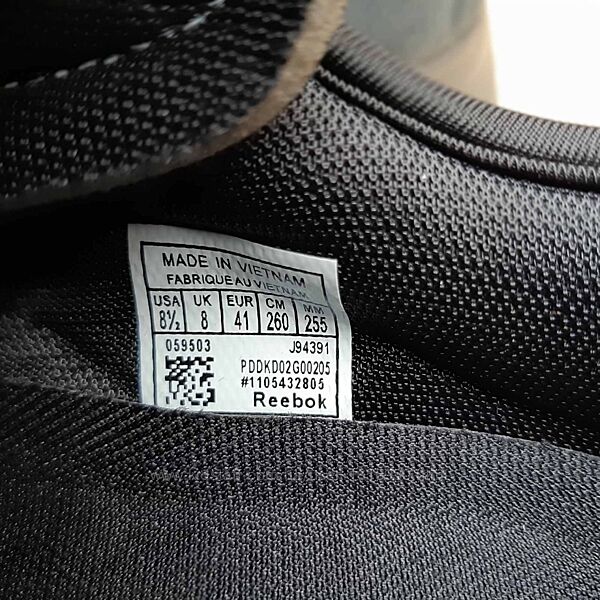 MADE IN VIETNAM
FABRIQUE AU VIETNAM
USA UK EUR CM MM
8½ 8 41 260 255
059503 J94391
PDDKD02G00205
#1105432805
Reebok